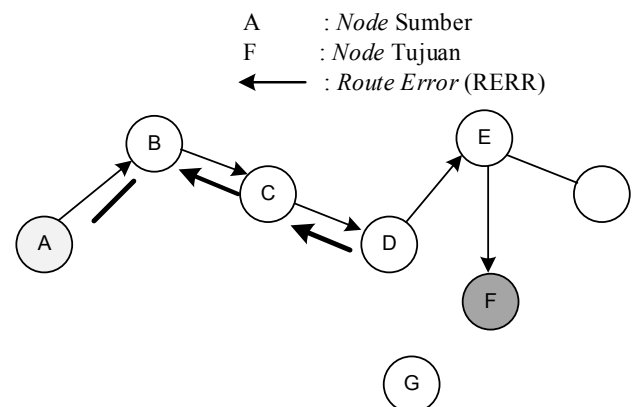 A : Node Sumber
F : Node Tujuan
: Route Error (RERR)
B
E
C
A
D
F
G